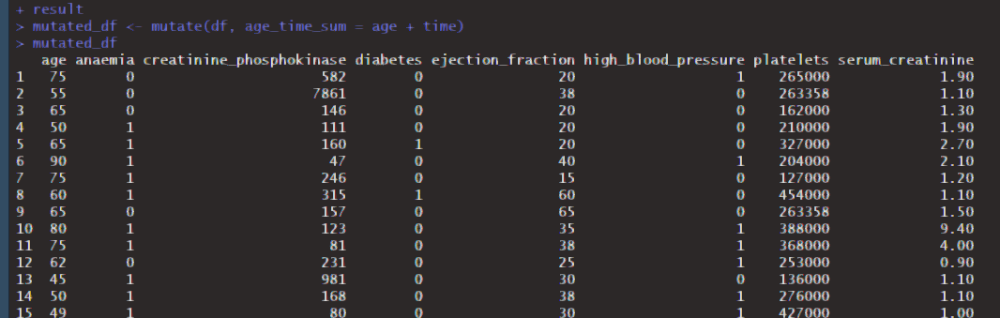 + result
> mutated_df <- mutate(df, age_time_sum = age + time)
> mutated_df
age anaemia creatinine_phosphokinase diabetes ejection_fraction high_blood_pressure platelets serum_creatinine
1 75 0 582 0 20 1 265000 1.90
2 55 0 7861 0 38 0 263358 1.10
3 65 0 146 0 20 0 162000 1.30
4 50 1 111 0 20 0 210000 1.90
5 65 1 160 1 20 0 327000 2.70
6 90 1 47 0 40 1 204000 2.10
7 75 1 246 0 15 0 127000 1.20
8 60 1 315 1 60 0 454000 1.10
9 65 0 157 0 65 0 263358 1.50
10 80 1 123 0 35 1 388000 9.40
11 75 1 81 0 38 1 368000 4.00
12 62 0 231 0 25 1 253000 0.90
13 45 1 981 0 30 0 136000 1.10
14 50 1 168 0 38 1 276000 1.10
15 49 1 80 0 30 1 427000 1.00